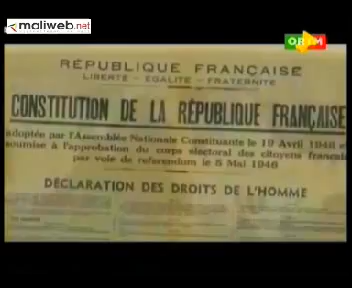 maliweb.net
ORTM
RÉPUBLIQUE FRANÇAISE
LIBERTÉ - ÉGALITÉ - FRATERNITÉ
CONSTITUTION DE LA RÉPUBLIQUE FRANÇAISE
adoptée par l'Assemblée Nationale Constituante le 19 Avril 1946 et
soumise à l'approbation du corps électoral des citoyens français
par voie de referendum le 5 Mai 1946
DÉCLARATION DES DROITS DE L'HOMME